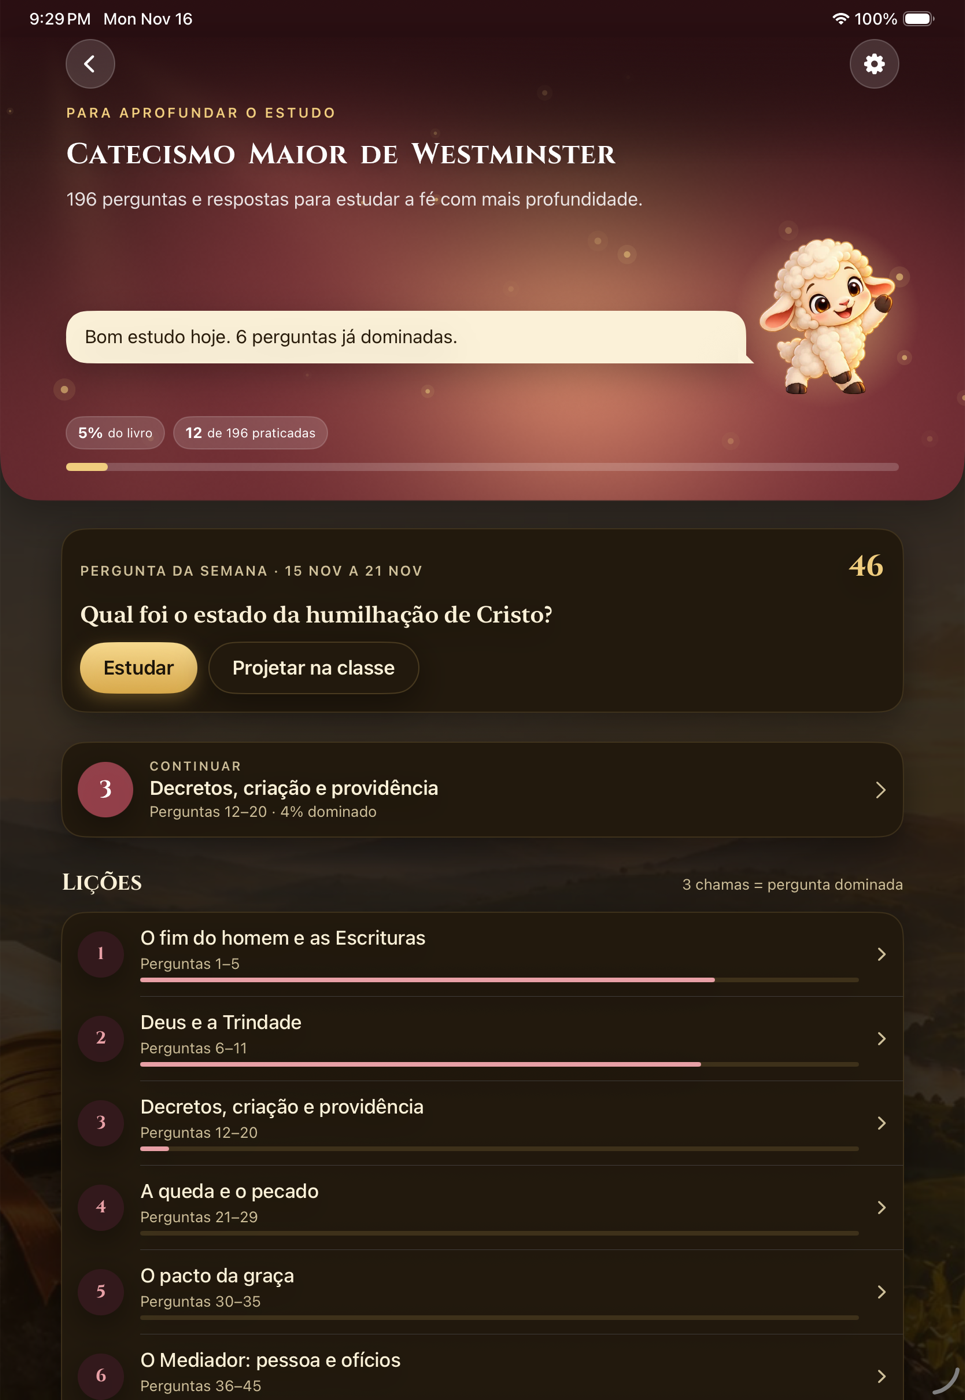 9:29 PM Mon Nov 16
100%
PARA APROFUNDAR O ESTUDO
Catecismo Maior de Westminster
196 perguntas e respostas para estudar a fé com mais profundidade.
Bom estudo hoje. 6 perguntas já dominadas.
5% do livro
12 de 196 praticadas
PERGUNTA DA SEMANA · 15 NOV A 21 NOV
46
Qual foi o estado da humilhação de Cristo?
Estudar
Projetar na classe
3
CONTINUAR
Decretos, criação e providência
Perguntas 12–20 · 4% dominado
Lições
3 chamas = pergunta dominada
1
O fim do homem e as Escrituras
Perguntas 1–5
2
Deus e a Trindade
Perguntas 6–11
3
Decretos, criação e providência
Perguntas 12–20
4
A queda e o pecado
Perguntas 21–29
5
O pacto da graça
Perguntas 30–35
6
O Mediador: pessoa e ofícios
Perguntas 36–45